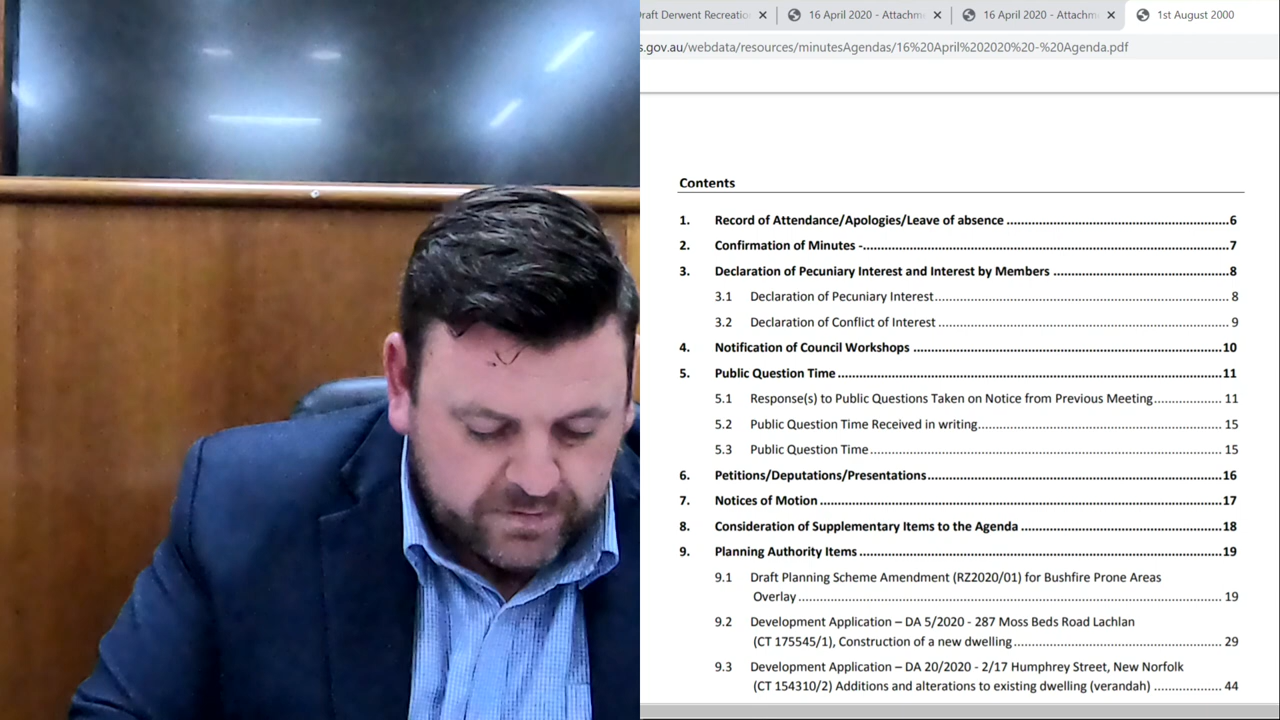 raft Derwent Recreatio
16 April 2020 - Attachm
16 April 2020 - Attachm
1st August 2000
s.gov.au/webdata/resources/minutesAgendas/16%20April%202020%20-%20Agenda.pdf
Contents
1. Record of Attendance/Apologies/Leave of absence 6
2. Confirmation of Minutes - 7
3. Declaration of Pecuniary Interest and Interest by Members 8
3.1 Declaration of Pecuniary Interest 8
3.2 Declaration of Conflict of Interest 9
4. Notification of Council Workshops 10
5. Public Question Time 11
5.1 Response(s) to Public Questions Taken on Notice from Previous Meeting 11
5.2 Public Question Time Received in writing 15
5.3 Public Question Time 15
6. Petitions/Deputations/Presentations 16
7. Notices of Motion 17
8. Consideration of Supplementary Items to the Agenda 18
9. Planning Authority Items 19
9.1 Draft Planning Scheme Amendment (RZ2020/01) for Bushfire Prone Areas
Overlay 19
9.2 Development Application – DA 5/2020 - 287 Moss Beds Road Lachlan
(CT 175545/1), Construction of a new dwelling 29
9.3 Development Application – DA 20/2020 - 2/17 Humphrey Street, New Norfolk
(CT 154310/2) Additions and alterations to existing dwelling (verandah) 44